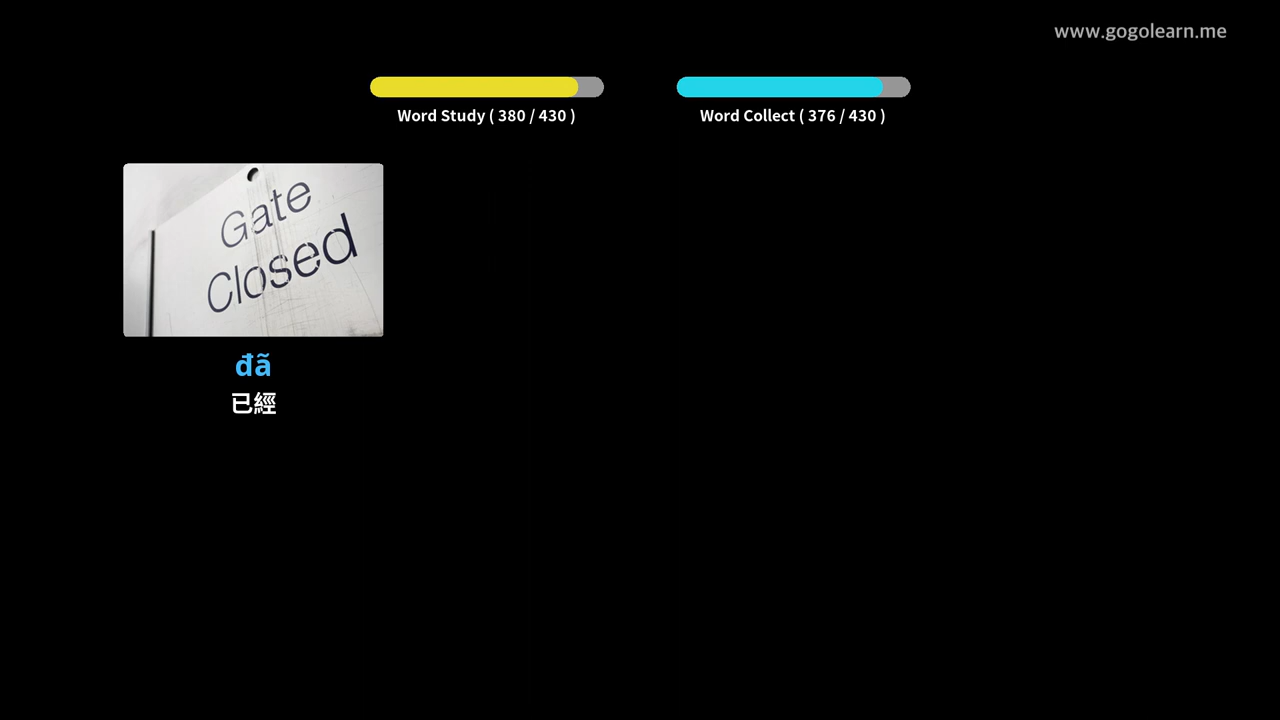 www.gogolearn.me
Word Study ( 380 / 430 )
Word Collect ( 376 / 430 )
Gate
Closed
đã
已經